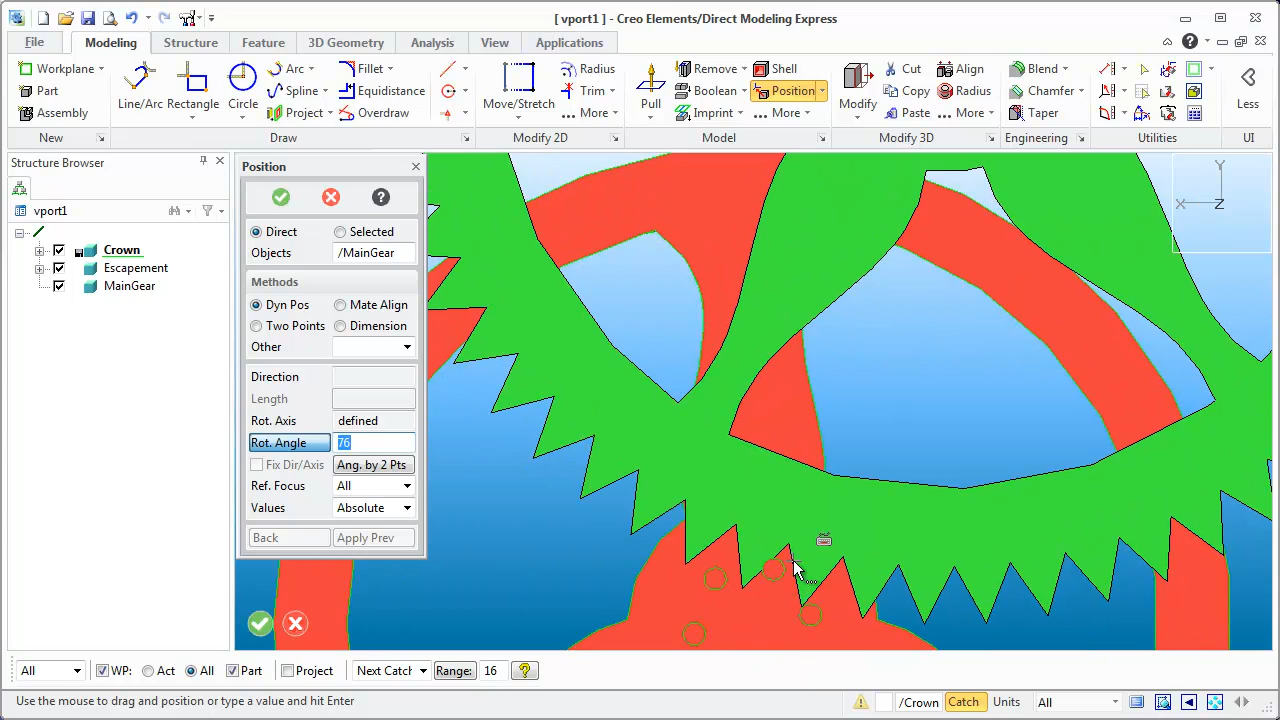 [ vport1 ] - Creo Elements/Direct Modeling Express
File Modeling Structure Feature 3D Geometry Analysis View Applications
Workplane Part Assembly New
Line/Arc Rectangle Circle Arc Spline Project Fillet Equidistance Overdraw Draw
Move/Stretch Radius Trim More Modify 2D
Pull Remove Boolean Imprint Shell Position More Model
Modify Cut Copy Paste Align Radius More Modify 3D
Blend Chamfer Taper Engineering
Utilities
Less UI
Structure Browser
vport1
Crown
Escapement
MainGear
Position
Direct Selected
Objects /MainGear
Methods
Dyn Pos Mate Align
Two Points Dimension
Other
Direction
Length
Rot. Axis defined
Rot. Angle 76
Fix Dir/Axis Ang. by 2 Pts
Ref. Focus All
Values Absolute
Back Apply Prev
Y
X Z
All WP: Act All Part Project Next Catch Range: 16
Use the mouse to drag and position or type a value and hit Enter
/Crown Catch Units All